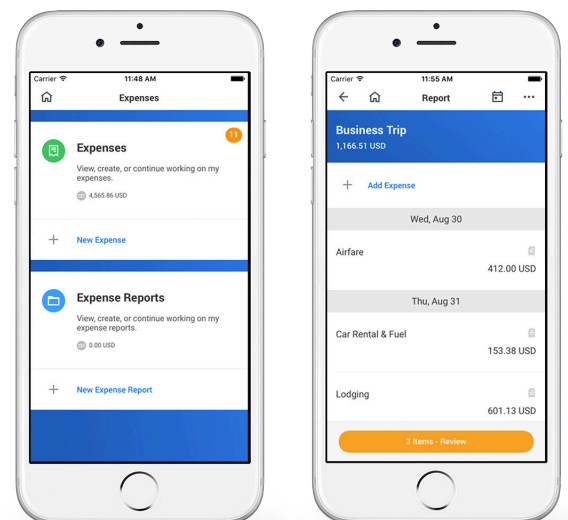 Carrier 11:48 AM
Expenses
11
Expenses
View, create, or continue working on my
expenses.
4,565.86 USD
+ New Expense
Expense Reports
View, create, or continue working on my
expense reports.
0.00 USD
+ New Expense Report
Carrier 11:55 AM
Report
Business Trip
1,166.51 USD
+ Add Expense
Wed, Aug 30
Airfare
412.00 USD
Thu, Aug 31
Car Rental & Fuel
153.38 USD
Lodging
601.13 USD
3 Items - Review